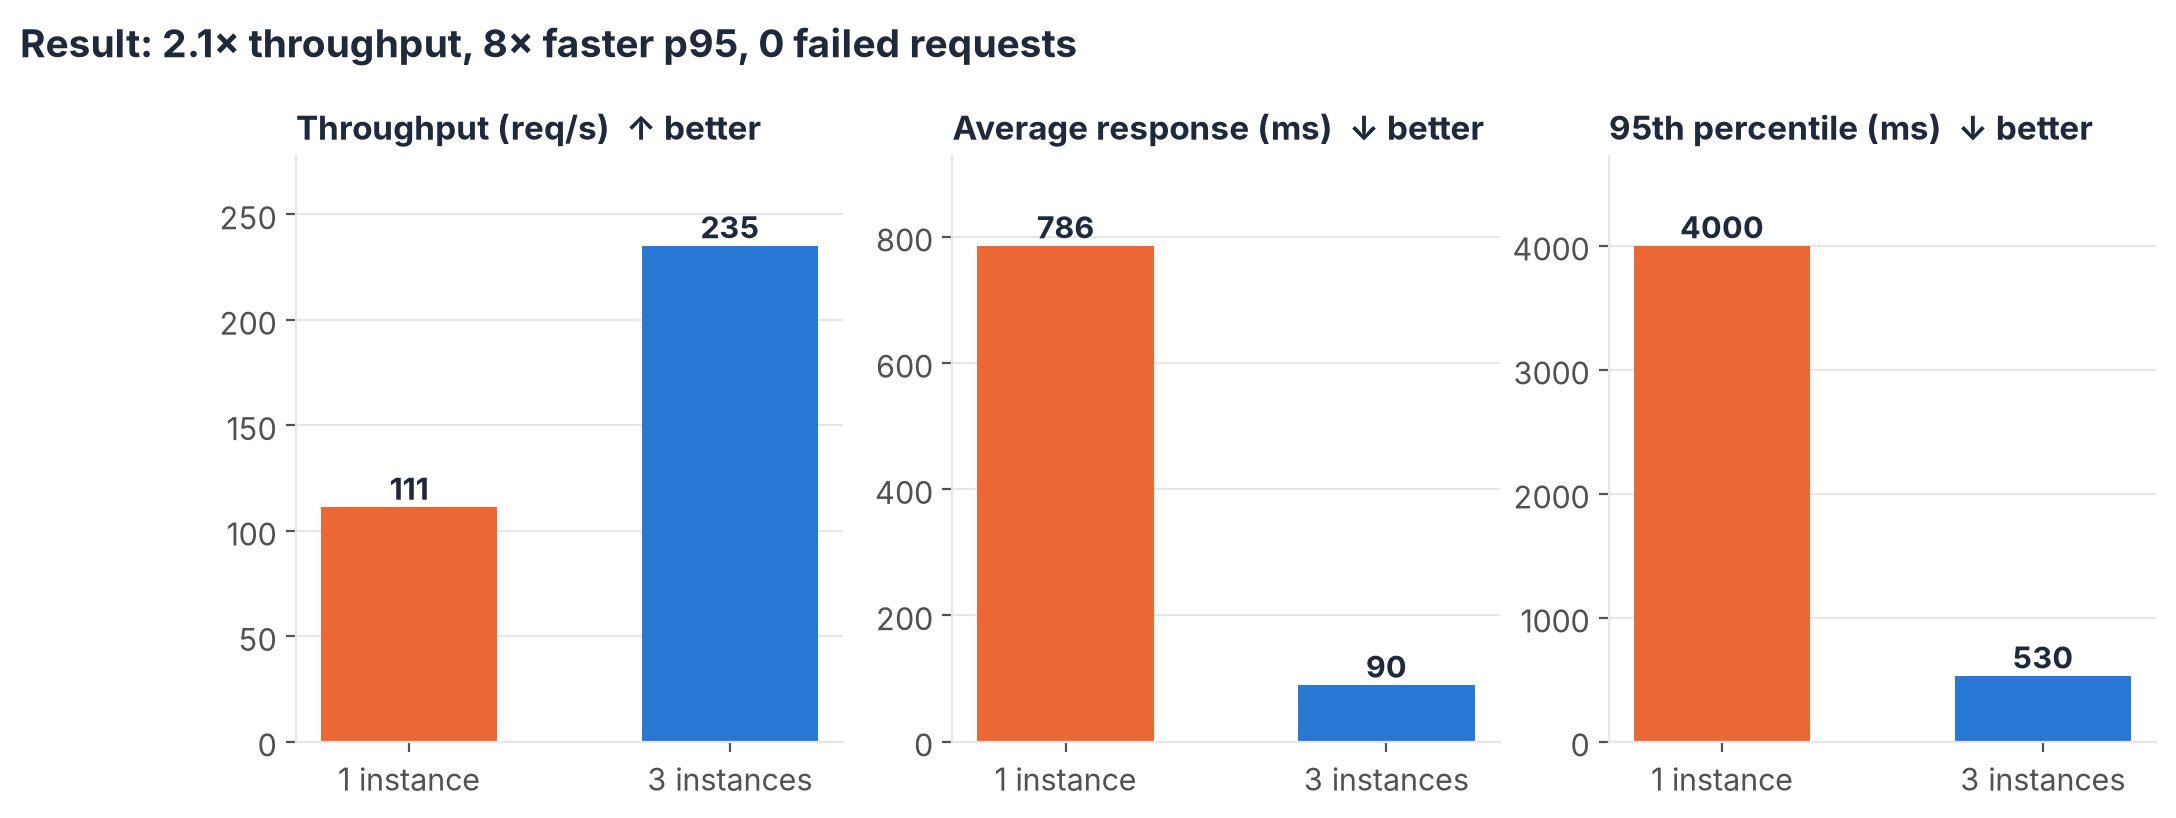 Result: 2.1× throughput, 8× faster p95, 0 failed requests
Throughput (req/s) ↑ better
250
200
150
100
50
0
111
235
1 instance
3 instances
Average response (ms) ↓ better
800
600
400
200
0
786
90
1 instance
3 instances
95th percentile (ms) ↓ better
4000
3000
2000
1000
0
4000
530
1 instance
3 instances